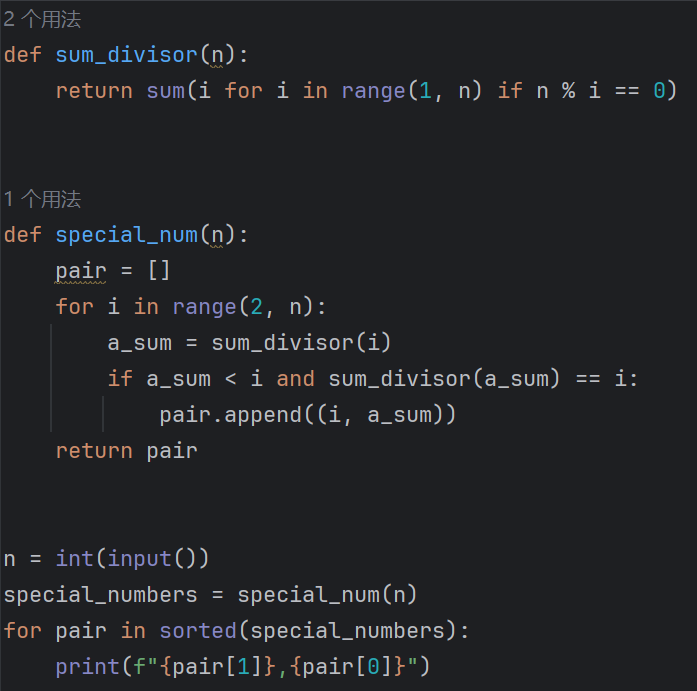 2 个用法
def sum_divisor(n):
    return sum(i for i in range(1, n) if n % i == 0)
1 个用法
def special_num(n):
    pair = []
    for i in range(2, n):
        a_sum = sum_divisor(i)
        if a_sum < i and sum_divisor(a_sum) == i:
            pair.append((i, a_sum))
    return pair
n = int(input())
special_numbers = special_num(n)
for pair in sorted(special_numbers):
    print(f"{pair[1]},{pair[0]}")